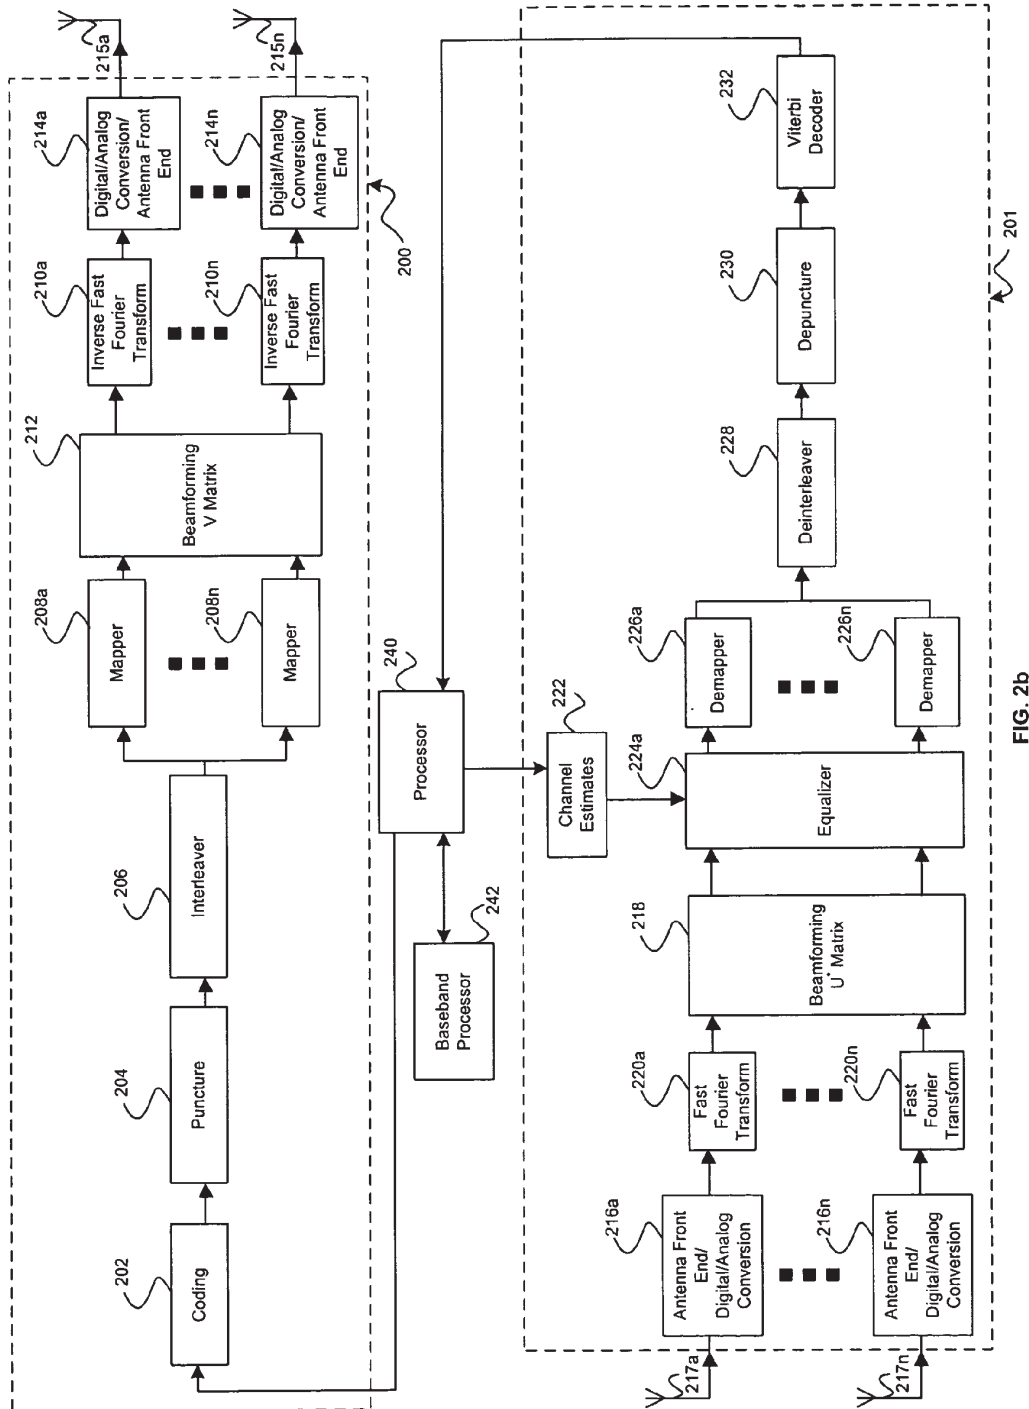 202
Coding
204
Puncture
206
Interleaver
208a
Mapper
208n
Mapper
212
Beamforming
V Matrix
210a
Inverse Fast
Fourier
Transform
210n
Inverse Fast
Fourier
Transform
214a
Digital/Analog
Conversion/
Antenna Front
End
214n
Digital/Analog
Conversion/
Antenna Front
End
215a
215n
200
242
Baseband
Processor
240
Processor
222
Channel
Estimates
217a
217n
216a
Antenna Front
End/
Digital/Analog
Conversion
216n
Antenna Front
End/
Digital/Analog
Conversion
220a
Fast
Fourier
Transform
220n
Fast
Fourier
Transform
218
Beamforming
U* Matrix
224a
Equalizer
226a
Demapper
226n
Demapper
228
Deinterleaver
230
Depuncture
232
Viterbi
Decoder
201
FIG. 2b